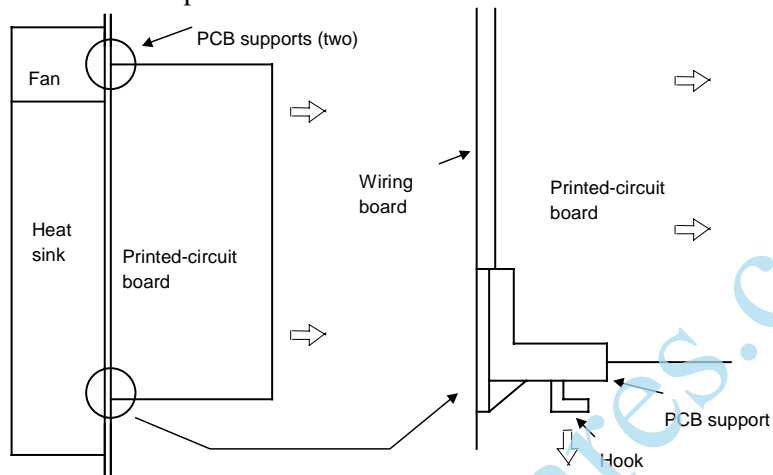 PCB supports (two)
Fan
Heat
sink
Printed-circuit
board
Wiring
board
Printed-circuit
board
PCB support
Hook